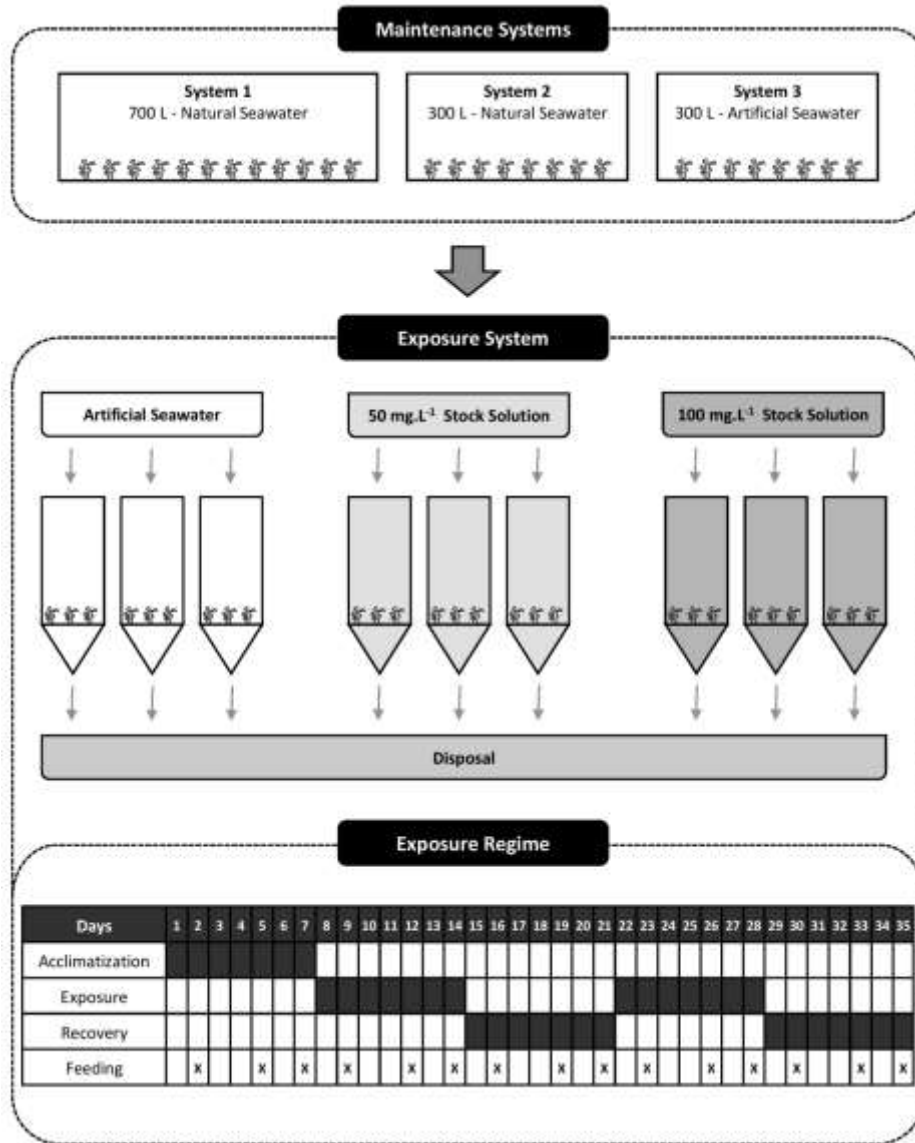 Maintenance Systems
System 1
700 L - Natural Seawater
System 2
300 L - Natural Seawater
System 3
300 L - Artificial Seawater
Exposure System
Artificial Seawater
50 mg.L⁻¹ Stock Solution
100 mg.L⁻¹ Stock Solution
Disposal
Exposure Regime
Days 1 2 3 4 5 6 7 8 9 10 11 12 13 14 15 16 17 18 19 20 21 22 23 24 25 26 27 28 29 30 31 32 33 34 35
Acclimatization
Exposure
Recovery
Feeding x x x x x x x x x x x x x x x